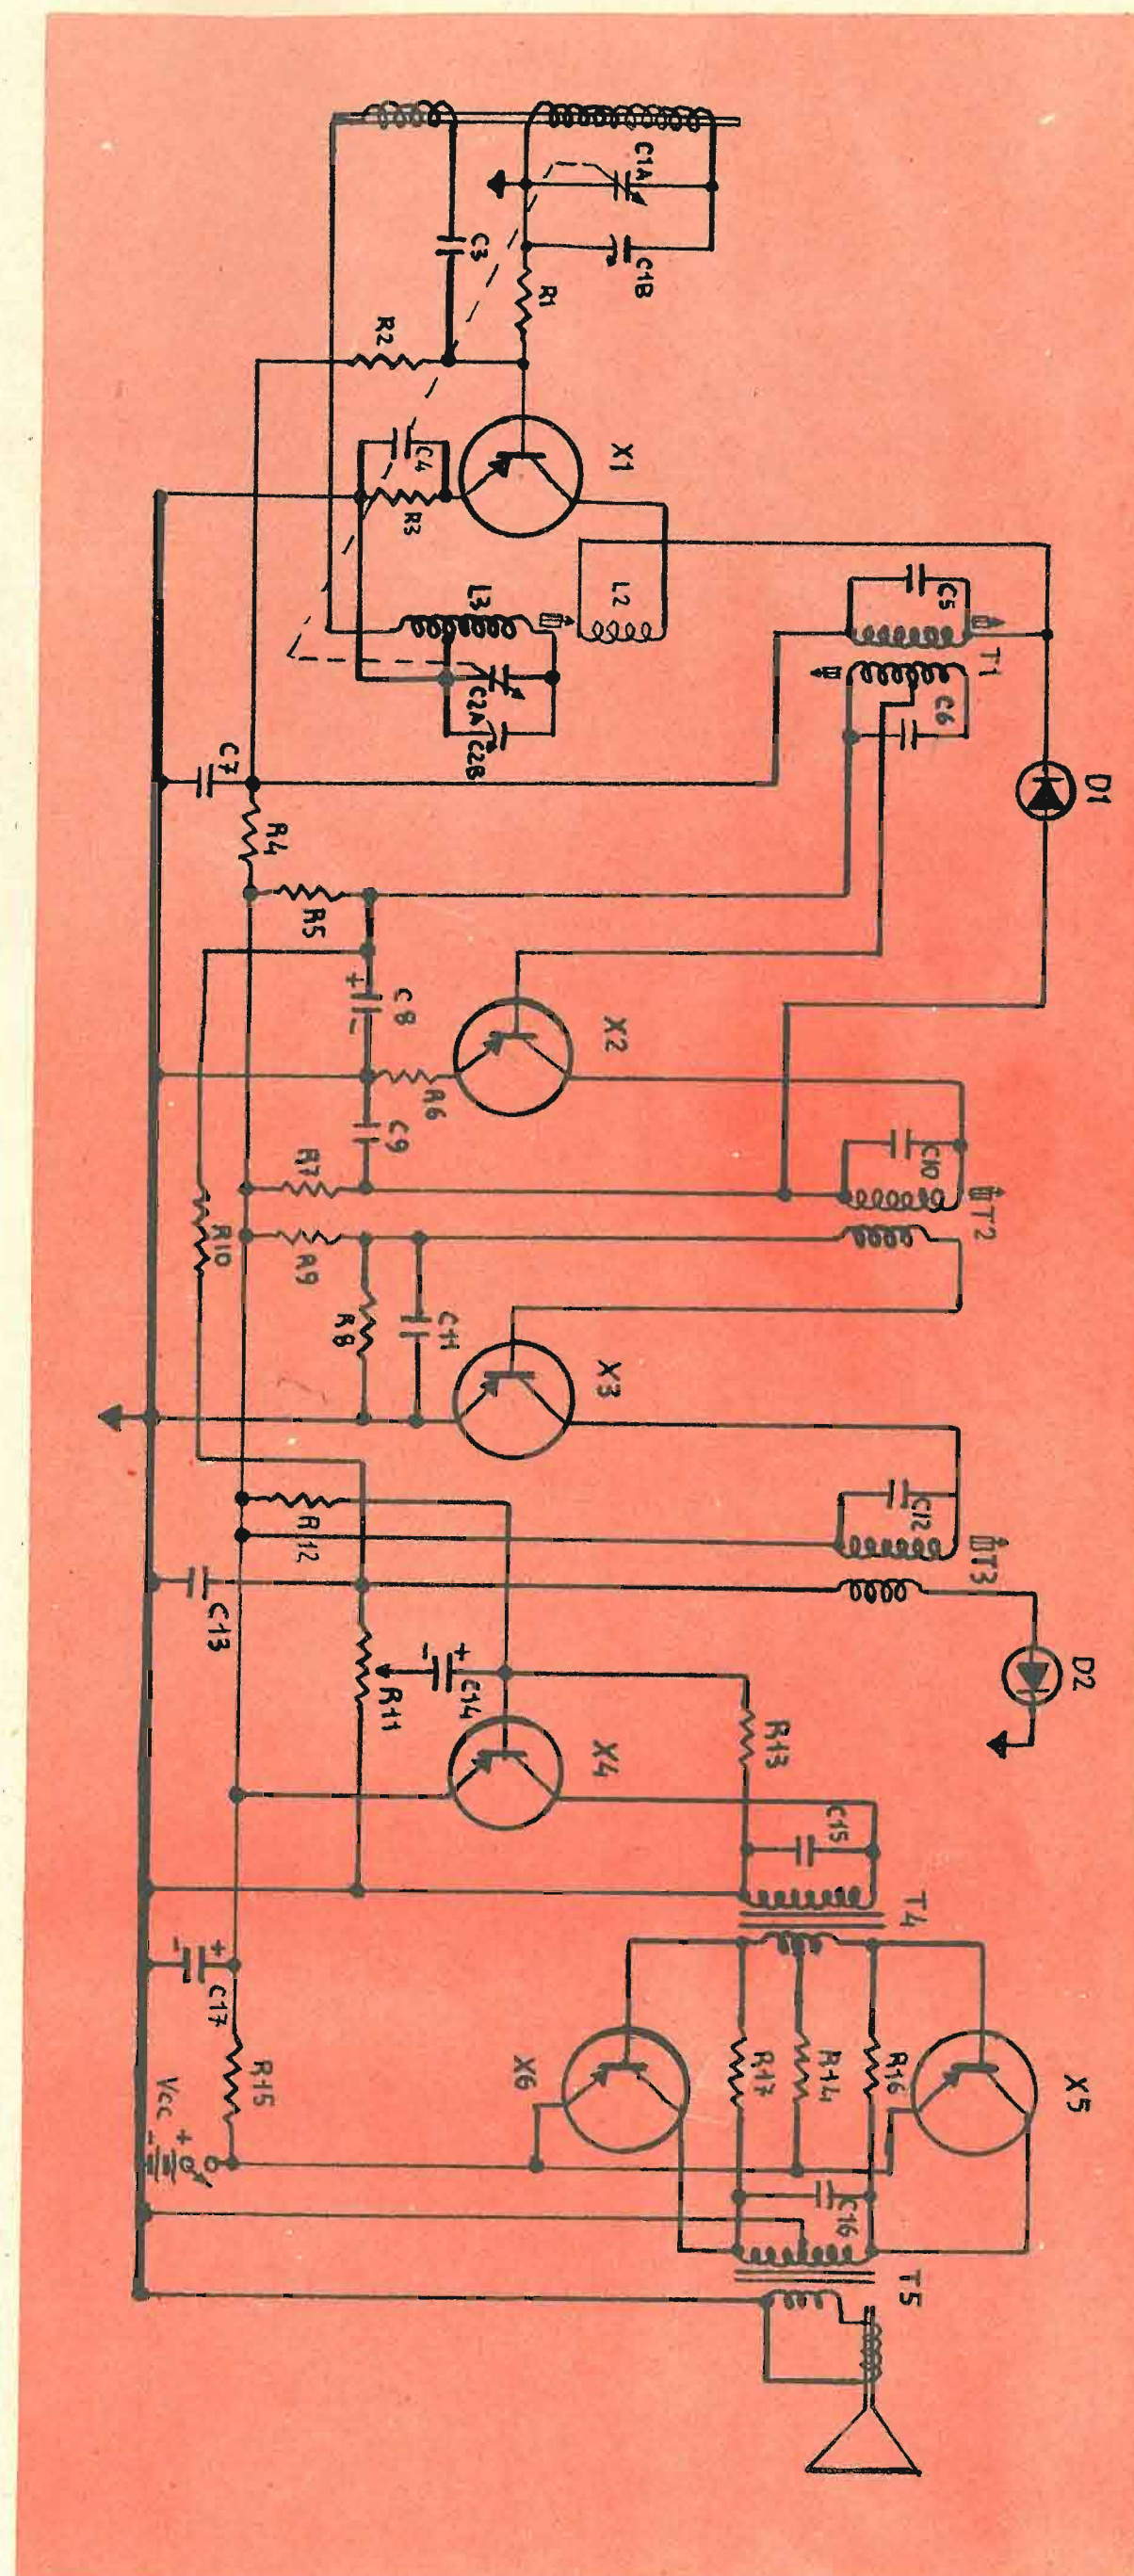 C1A
C1B
R1
C3
R2
X1
C4
R3
L2
L3
C2A
C2B
C5
T1
C6
D1
C7
R4
R5
C8
+
-
X2
R6
C9
R7
C10
T2
R9
R10
R8
C11
X3
C12
T3
R12
C13
D2
R11
C14
+
-
X4
R13
C15
T4
C17
+
-
R15
Vcc
+
-
X6
R17
R14
R16
X5
C16
T5